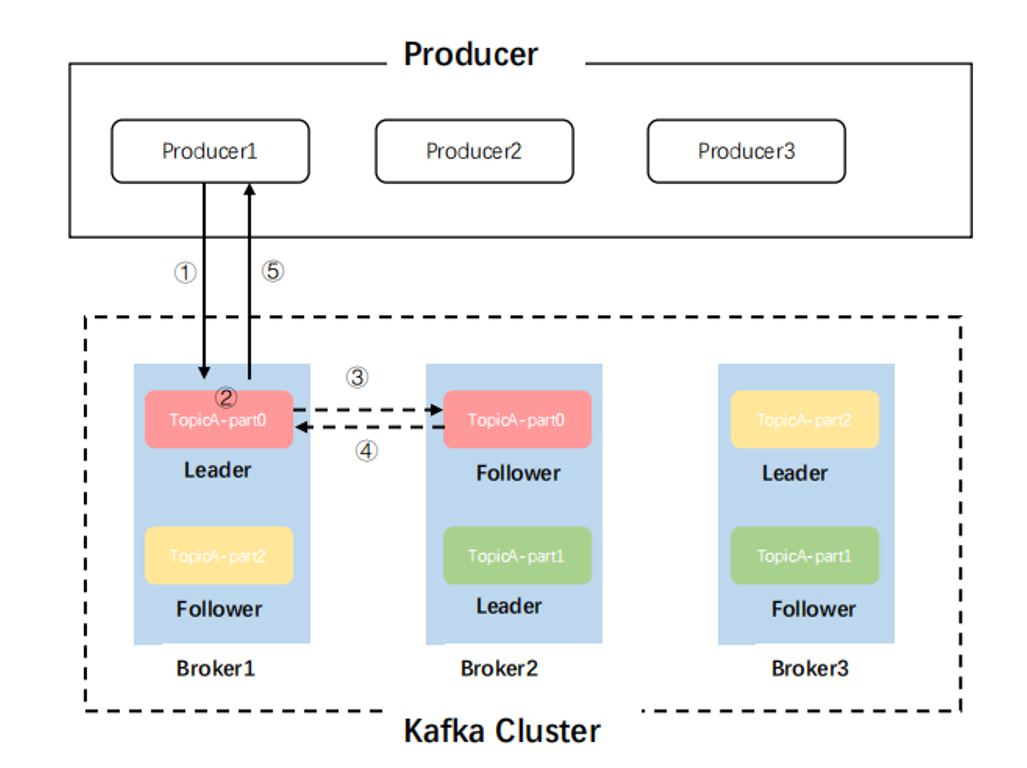 Producer
Producer1
Producer2
Producer3
①
⑤
②
③
④
TopicA-part0
Leader
TopicA-part2
Follower
Broker1
TopicA-part0
Follower
TopicA-part1
Leader
Broker2
TopicA-part2
Leader
TopicA-part1
Follower
Broker3
Kafka Cluster